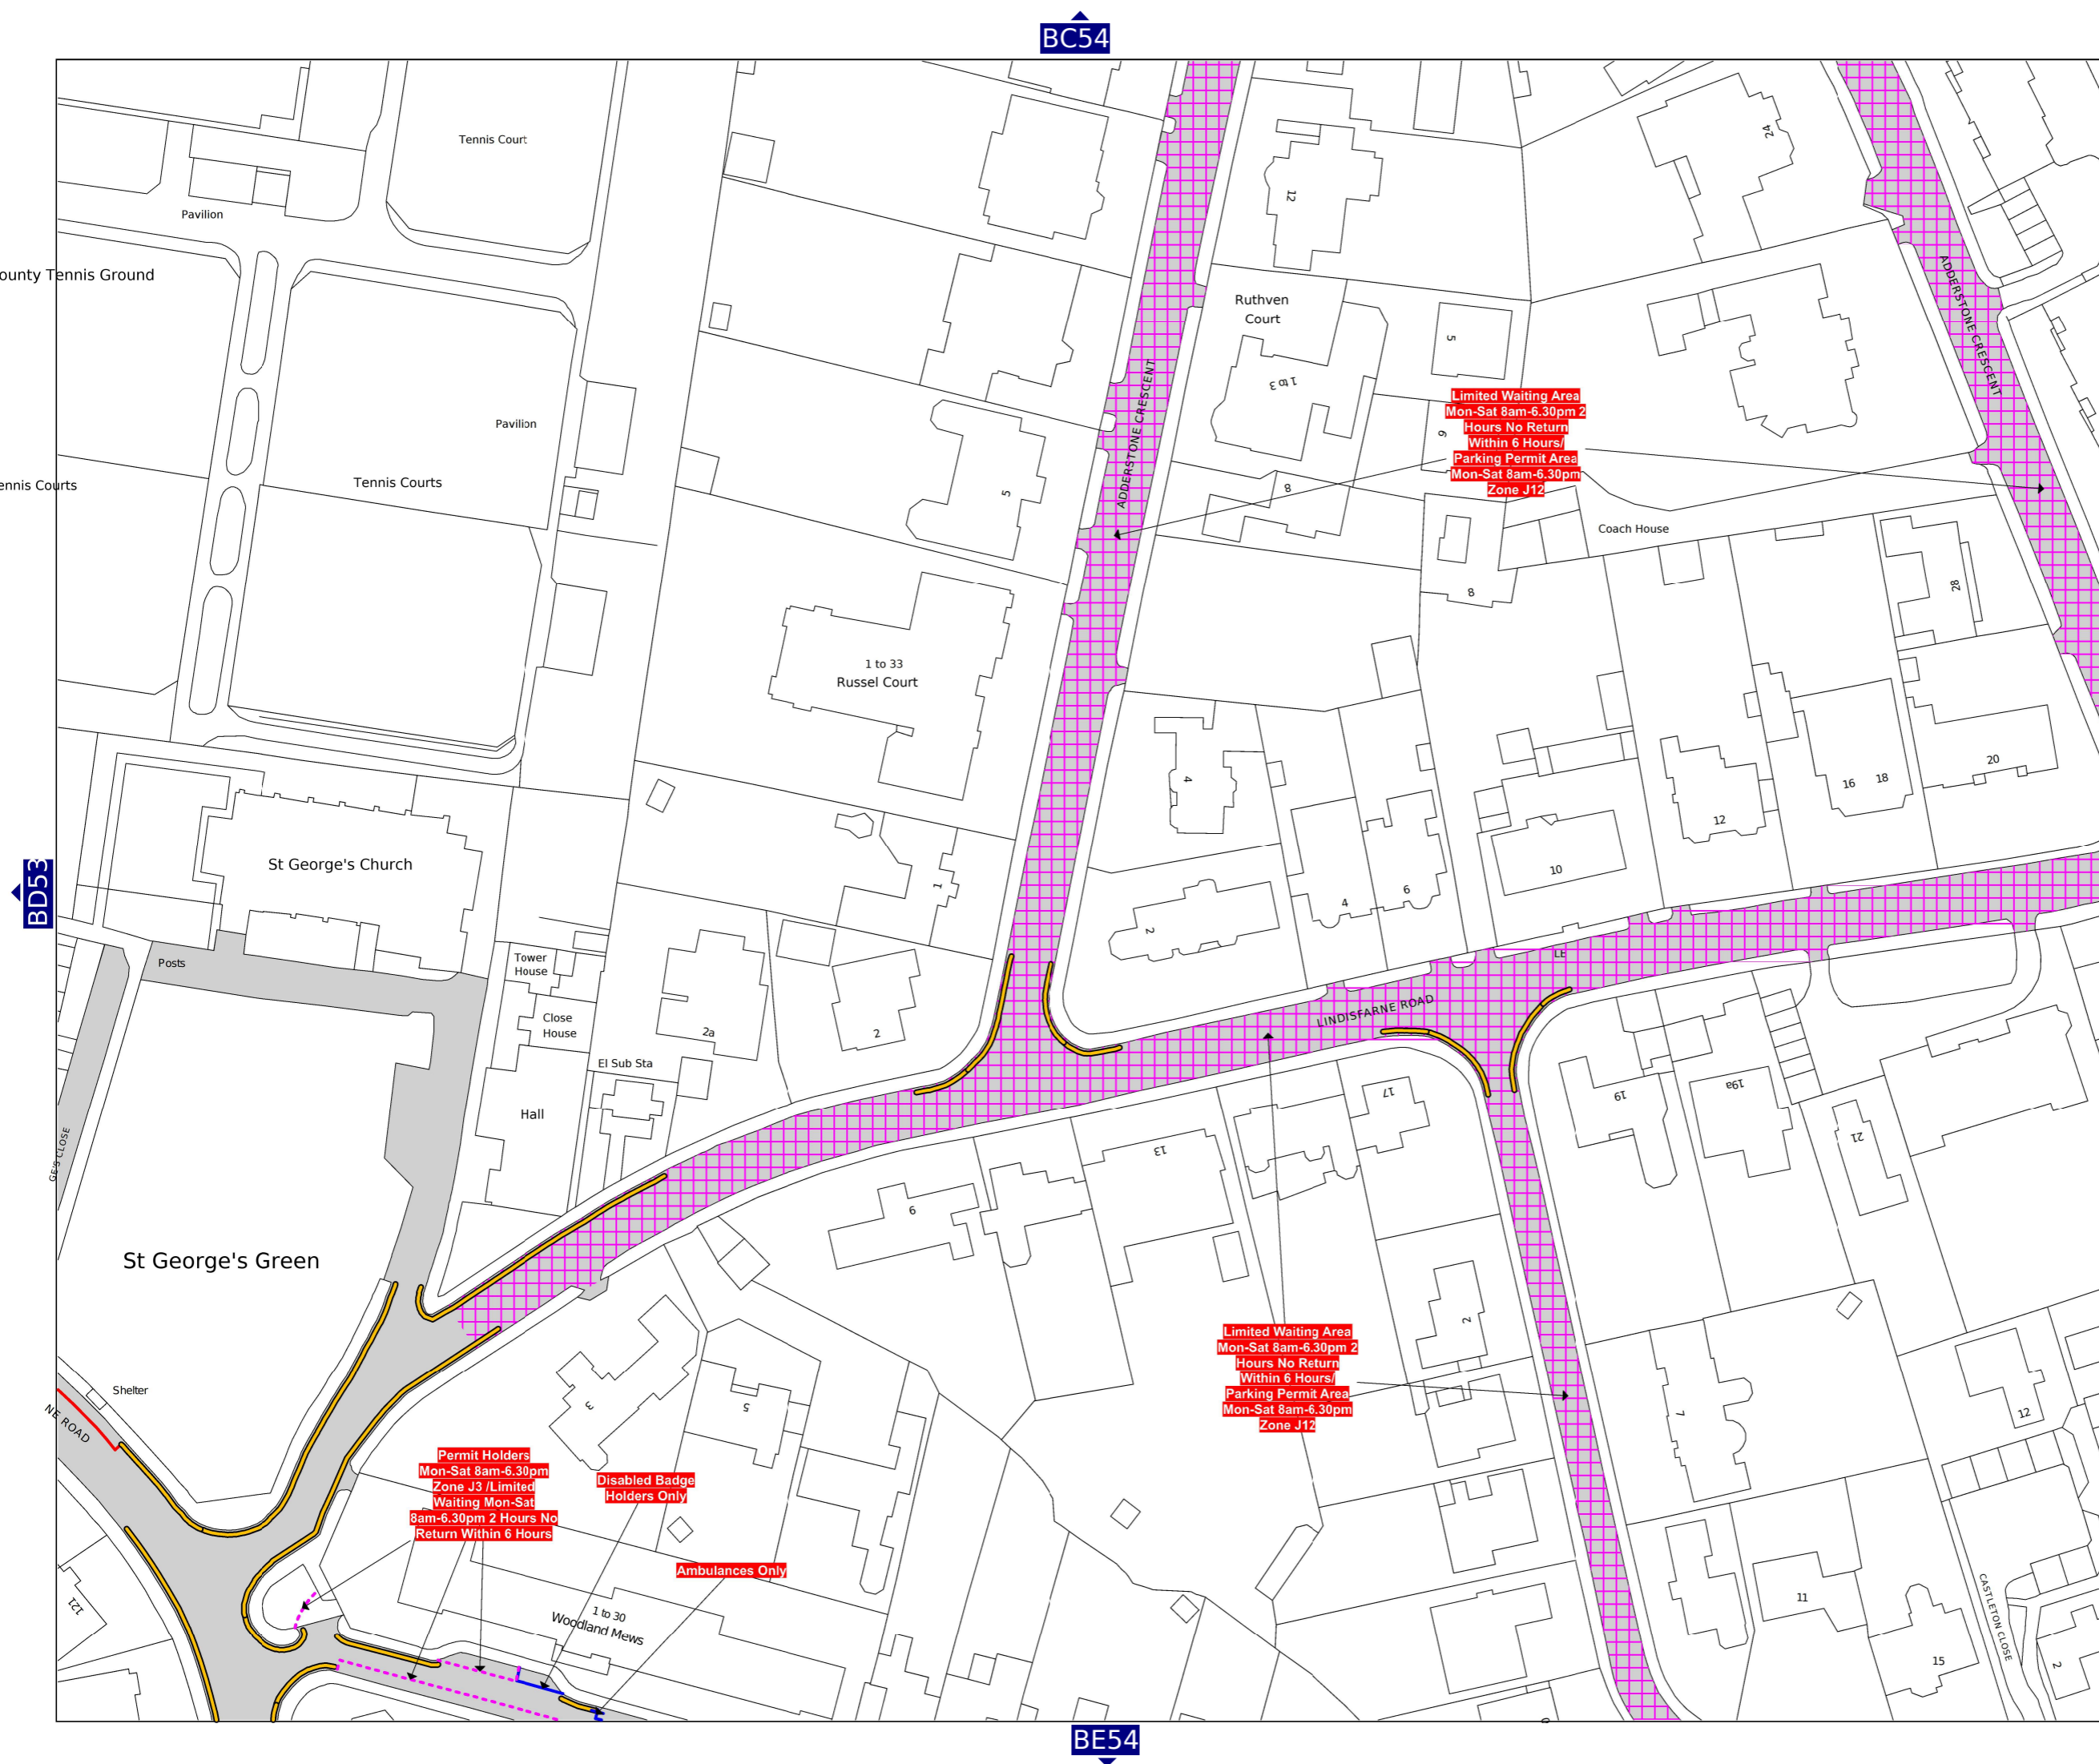 BC54
Tennis Court
24
Pavilion
12
ounty Tennis Ground
ADDERSTONE CRESCENT
Ruthven
Court
5
1 to 3
Pavilion
ADDERSTONE CRESCENT
Limited Waiting Area
Mon-Sat 8am-6.30pm 2
Hours No Return
Within 6 Hours/
Parking Permit Area
Mon-Sat 8am-6.30pm
Zone J12
6
ennis Courts
Tennis Courts
5
8
Coach House
28
8
1 to 33
Russel Court
4
16
18
20
12
St George's Church
BD53
1
4
6
10
2
Posts
Tower
House
LE
Close
House
2a
2
LINDISFARNE ROAD
El Sub Sta
Hall
17
19
19a
21
GE'S CLOSE
13
9
St George's Green
2
Limited Waiting Area
Mon-Sat 8am-6.30pm 2
Hours No Return
Within 6 Hours/
Parking Permit Area
Mon-Sat 8am-6.30pm
Zone J12
Shelter
NE ROAD
3
5
7
12
Permit Holders
Mon-Sat 8am-6.30pm
Zone J3 /Limited
Waiting Mon-Sat
8am-6.30pm 2 Hours No
Return Within 6 Hours
Disabled Badge
Holders Only
Ambulances Only
121
1 to 30
Woodland Mews
11
CASTLETON CLOSE
15
2
BE54